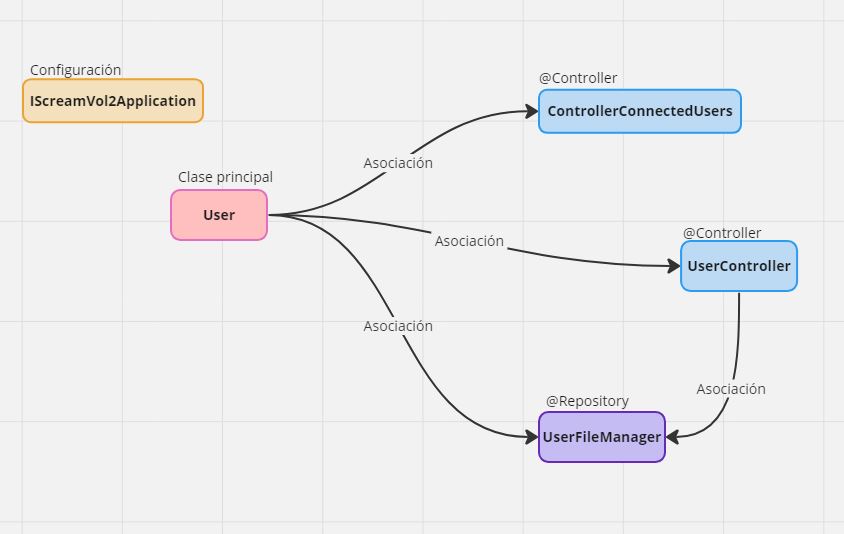 Configuración
IScreamVol2Application
@Controller
ControllerConnectedUsers
Asociación
Clase principal
User
Asociación
@Controller
UserController
Asociación
Asociación
@Repository
UserFileManager